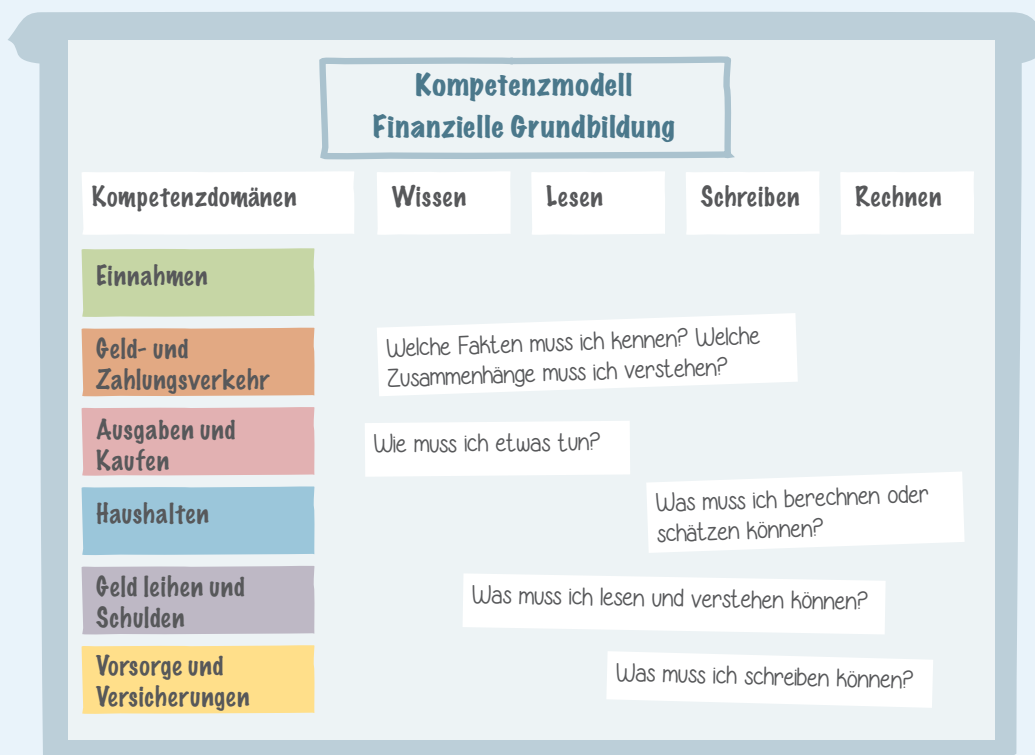 Kompetenzmodell
Finanzielle Grundbildung
Kompetenzdomänen
Wissen
Lesen
Schreiben
Rechnen
Einnahmen
Geld- und
Zahlungsverkehr
Welche Fakten muss ich kennen? Welche
Zusammenhänge muss ich verstehen?
Ausgaben und
Kaufen
Wie muss ich etwas tun?
Haushalten
Was muss ich berechnen oder
schätzen können?
Geld leihen und
Schulden
Was muss ich lesen und verstehen können?
Vorsorge und
Versicherungen
Was muss ich schreiben können?